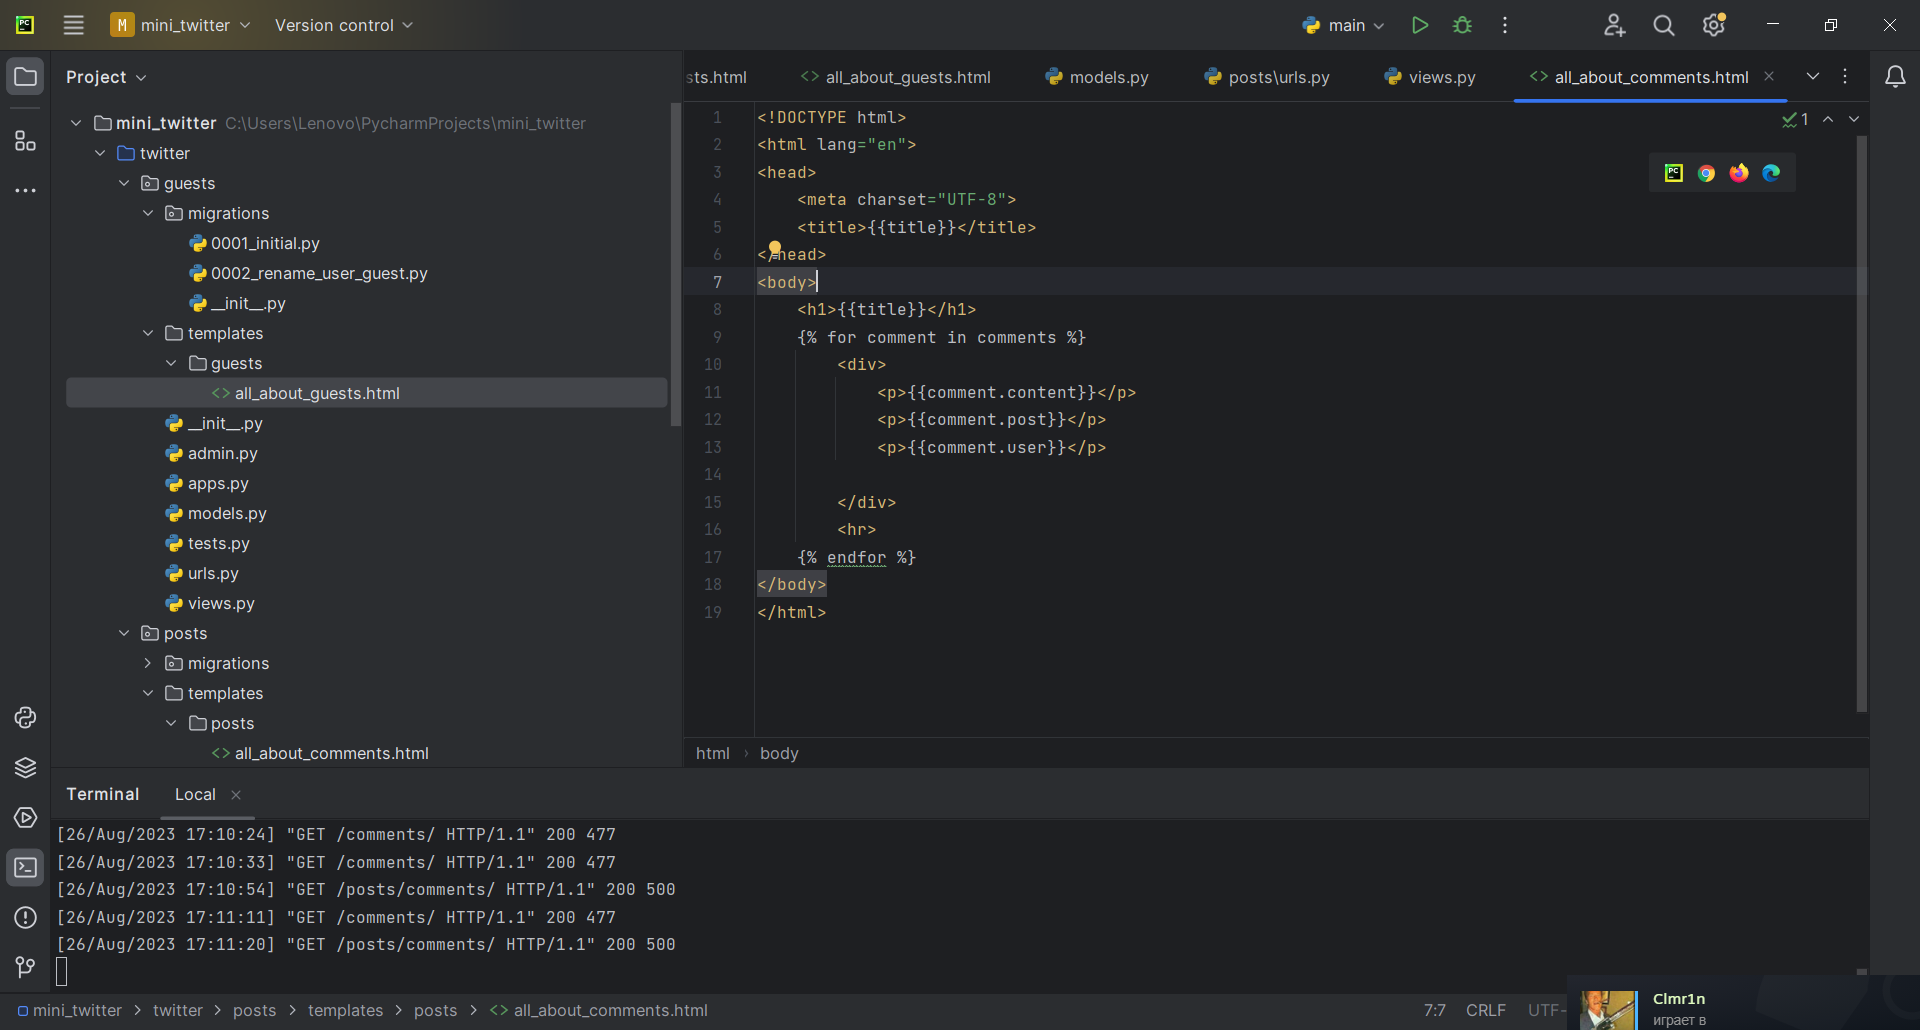 PC
M mini_twitter Version control main
Project
sts.html all_about_guests.html models.py posts\urls.py views.py all_about_comments.html
mini_twitter C:\Users\Lenovo\PycharmProjects\mini_twitter
twitter
guests
migrations
0001_initial.py
0002_rename_user_guest.py
__init__.py
templates
guests
all_about_guests.html
__init__.py
admin.py
apps.py
models.py
tests.py
urls.py
views.py
posts
migrations
templates
posts
all_about_comments.html
1 <!DOCTYPE html>
2 <html lang="en">
3 <head>
4 <meta charset="UTF-8">
5 <title>{{title}}</title>
6 </head>
7 <body>
8 <h1>{{title}}</h1>
9 {% for comment in comments %}
10 <div>
11 <p>{{comment.content}}</p>
12 <p>{{comment.post}}</p>
13 <p>{{comment.user}}</p>
14
15 </div>
16 <hr>
17 {% endfor %}
18 </body>
19 </html>
1
PC
html › body
Terminal Local
[26/Aug/2023 17:10:24] "GET /comments/ HTTP/1.1" 200 477
[26/Aug/2023 17:10:33] "GET /comments/ HTTP/1.1" 200 477
[26/Aug/2023 17:10:54] "GET /posts/comments/ HTTP/1.1" 200 500
[26/Aug/2023 17:11:11] "GET /comments/ HTTP/1.1" 200 477
[26/Aug/2023 17:11:20] "GET /posts/comments/ HTTP/1.1" 200 500
mini_twitter > twitter > posts > templates > posts > all_about_comments.html
7:7 CRLF UTF-
Clmr1n
играет в